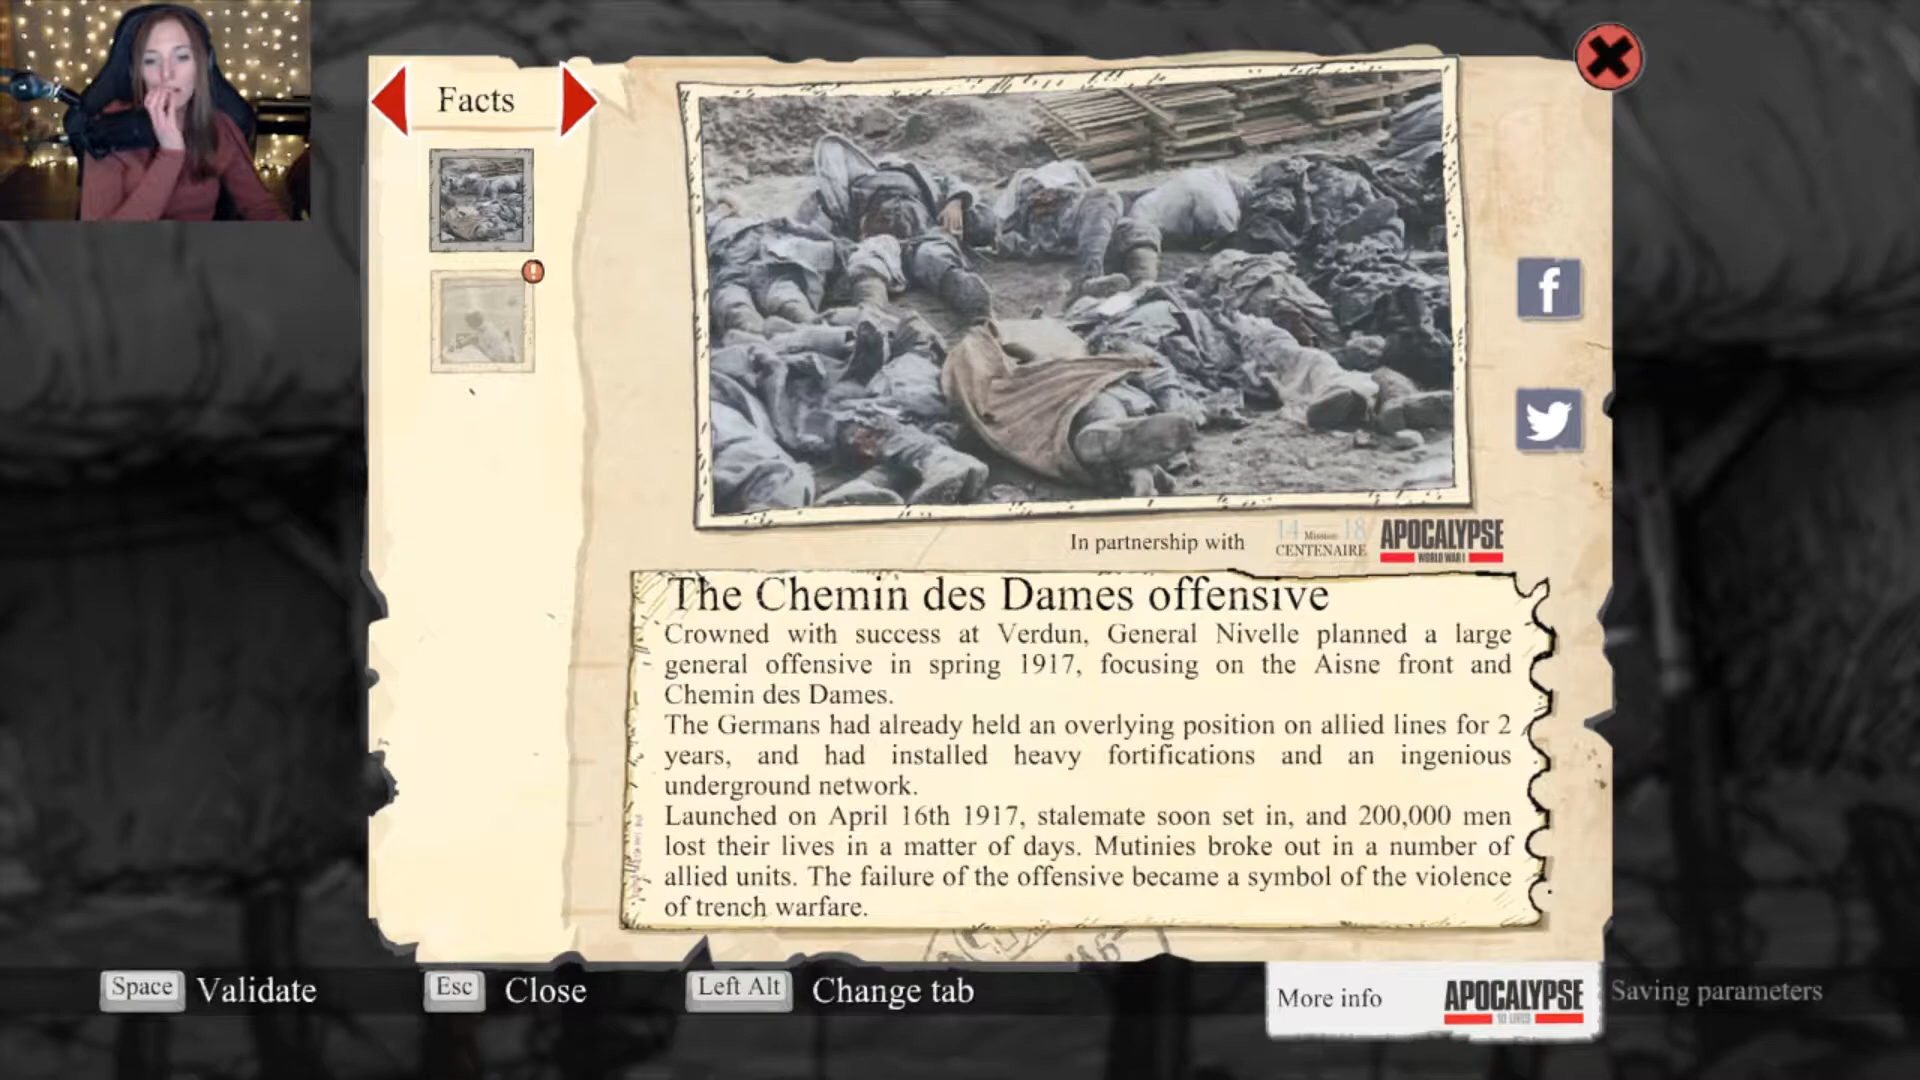 Facts
In partnership with
14 Mission 18
CENTENAIRE
APOCALYPSE
WORLD WAR I
The Chemin des Dames offensive
Crowned with success at Verdun, General Nivelle planned a large
general offensive in spring 1917, focusing on the Aisne front and
Chemin des Dames.
The Germans had already held an overlying position on allied lines for 2
years, and had installed heavy fortifications and an ingenious
underground network.
Launched on April 16th 1917, stalemate soon set in, and 200,000 men
lost their lives in a matter of days. Mutinies broke out in a number of
allied units. The failure of the offensive became a symbol of the violence
of trench warfare.
Space Validate
Esc Close
Left Alt Change tab
More info
APOCALYPSE
10 LIVES
Saving parameters